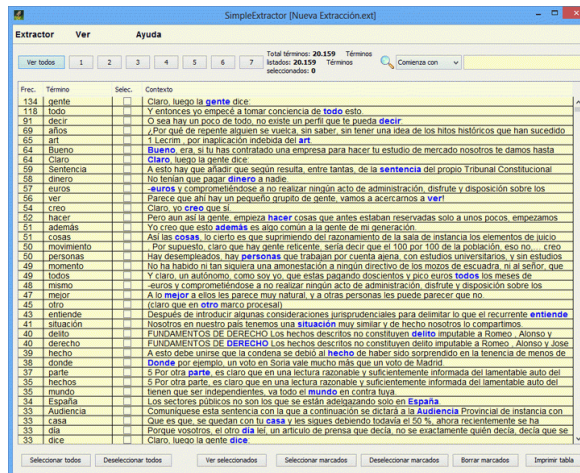 SimpleExtractor [Nueva Extracción.ext]
Extractor Ver Ayuda
Ver todos 1 2 3 4 5 6 7
Total términos: 20.159 Términos
listados: 20.159 Términos
seleccionados: 0
Comienza con
Frec. Término Selec. Contexto
134 gente Claro, luego la gente dice:
118 todo Y entonces yo empecé a tomar conciencia de todo esto.
91 decir O sea hay un poco de todo, no existe un perfil que te pueda decir:
69 años ¿Por qué de repente alguien se vuelca, sin saber, sin tener una idea de los hitos históricos que han sucedido
65 art 1 Lecrim , por inaplicación indebida del art.
64 Bueno Bueno, era, si tu has contratado una empresa para hacer tu estudio de mercado nosotros te damos hasta
64 Claro Claro, luego la gente dice:
59 Sentencia A esto hay que añadir que según resulta, entre tantas, de la sentencia del propio Tribunal Constitucional
58 dinero No tenían que pagar dinero a nadie.
57 euros -euros y comprometiéndose a no realizar ningún acto de administración, disfrute y disposición sobre los
56 ver Parece que ahí hay un pequeño grupito de gente, vamos a acercarnos a ver!
54 creo Claro, yo creo que sí.
52 hacer Pero aun así la gente, empieza hacer cosas que antes estaban reservadas solo a unos pocos, empezamos
51 además Yo creo que esto además es algo común a la gente de mi generación.
51 cosas Así las cosas, lo cierto es que suprimiendo del razonamiento de la sala de instancia los elementos de juicio
50 movimiento , Por supuesto, claro que hay gente reticente, sería decir que el 100 por 100 de la población, eso no,... creo
50 personas Hay desempleados, hay personas que trabajan por cuenta ajena, con estudios universitarios, y sin estudios
49 momento No ha habido ni tan siquiera una amonestación a ningún directivo de los mozos de escuadra, ni al señor, que
49 todos Y claro, un autónomo, como soy yo, que estas pagando doscientos y pico euros todos los meses de
48 mismo -euros y comprometiéndose a no realizar ningún acto de administración, disfrute y disposición sobre los
47 mejor A lo mejor a ellos les parece muy natural, y a otras personas les puede parecer que no.
45 otro (claro que en otro marco procesal)
43 entiende Después de introducir algunas consideraciones jurisprudenciales para delimitar lo que el recurrente entiende
41 situación Nosotros en nuestro país tenemos una situación muy similar y de hecho nosotros lo compartimos.
40 delito FUNDAMENTOS DE DERECHO Los hechos descritos no constituyen delito imputable a Romeo , Alonso y
40 derecho FUNDAMENTOS DE DERECHO Los hechos descritos no constituyen delito imputable a Romeo , Alonso y Jose
39 hecho A esto debe unirse que la condena se debió al hecho de haber sido sorprendido en la tenencia de menos de
38 donde Donde por ejemplo, un voto en Soria vale mucho más que un voto de Madrid.
37 parte 5 Por otra parte, es claro que en una lectura razonable y suficientemente informada del lamentable auto del
35 hechos 5 Por otra parte, es claro que en una lectura razonable y suficientemente informada del lamentable auto del
35 mundo tienen que ser independientes, va todo el mundo en contra tuya.
34 España Los sectores públicos no son los que se están adelgazando solo en España.
33 Audiencia Comuníquese esta sentencia con la que a continuación se dictará a la Audiencia Provincial de instancia con
33 casa Que es que, se quedan con tu casa y les sigues debiendo todavía el 50 %, ahora recientemente se ha
33 día Porque vosotros, el otro día leí, un artículo de prensa que decía, no se exactamente quién decía, decía que se
33 dice Claro, luego la gente dice:
Seleccionar todos Deseleccionar todos Ver seleccionados Seleccionar marcados Deseleccionar marcados Borrar marcados Imprimir tabla